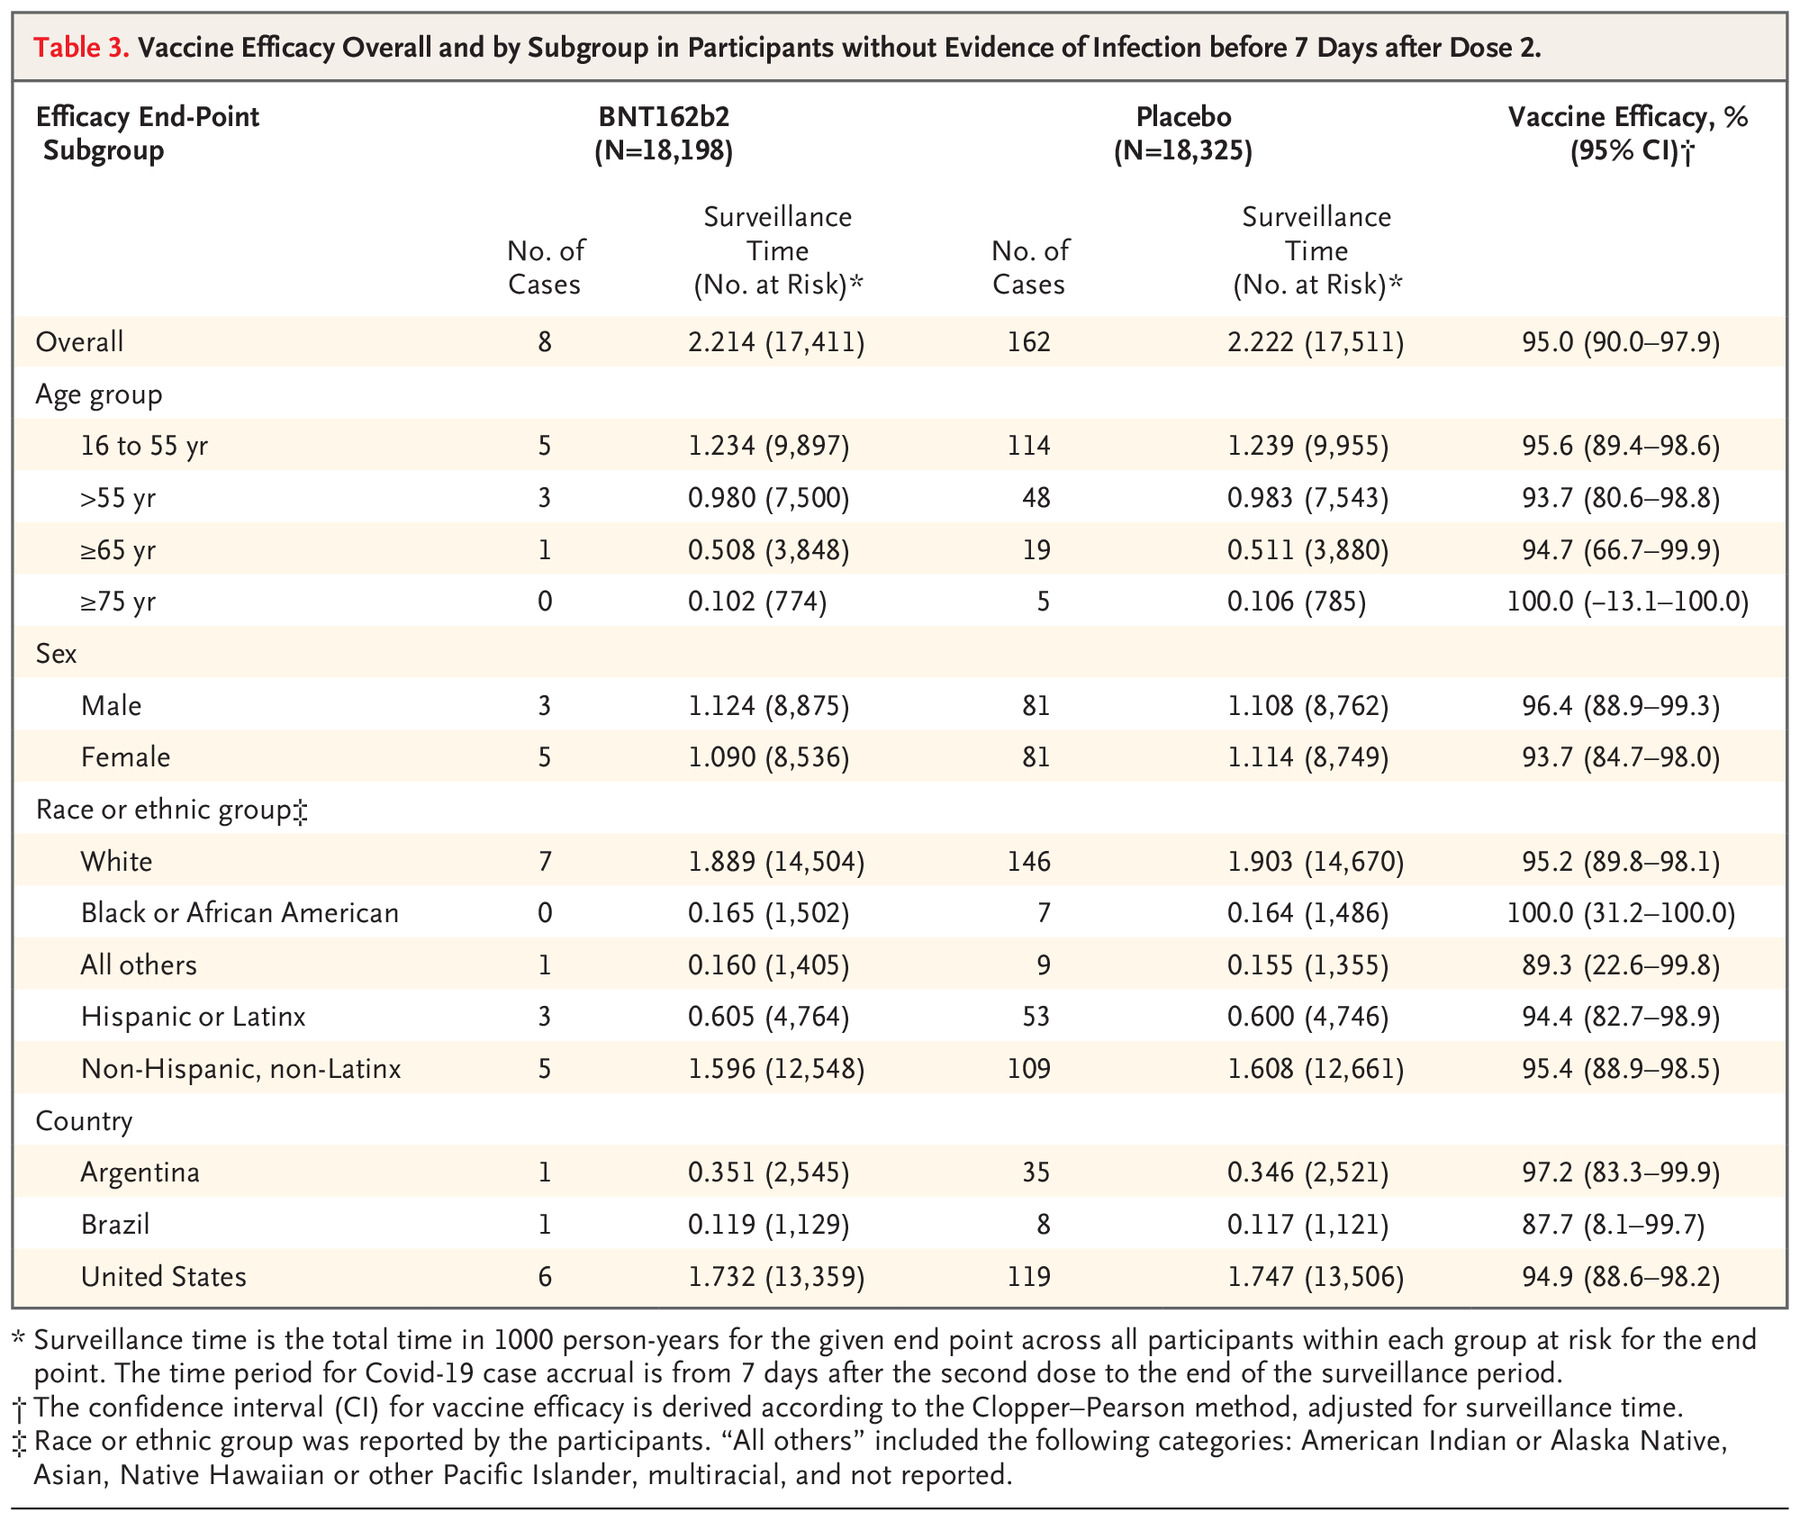 Table 3. Vaccine Efficacy Overall and by Subgroup in Participants without Evidence of Infection before 7 Days after Dose 2.
Efficacy End-Point Subgroup BNT162b2 (N=18,198) Placebo (N=18,325) Vaccine Efficacy, % (95% CI)†
No. of Cases Surveillance Time (No. at Risk)* No. of Cases Surveillance Time (No. at Risk)*
Overall 8 2.214 (17,411) 162 2.222 (17,511) 95.0 (90.0–97.9)
Age group
16 to 55 yr 5 1.234 (9,897) 114 1.239 (9,955) 95.6 (89.4–98.6)
>55 yr 3 0.980 (7,500) 48 0.983 (7,543) 93.7 (80.6–98.8)
≥65 yr 1 0.508 (3,848) 19 0.511 (3,880) 94.7 (66.7–99.9)
≥75 yr 0 0.102 (774) 5 0.106 (785) 100.0 (–13.1–100.0)
Sex
Male 3 1.124 (8,875) 81 1.108 (8,762) 96.4 (88.9–99.3)
Female 5 1.090 (8,536) 81 1.114 (8,749) 93.7 (84.7–98.0)
Race or ethnic group‡
White 7 1.889 (14,504) 146 1.903 (14,670) 95.2 (89.8–98.1)
Black or African American 0 0.165 (1,502) 7 0.164 (1,486) 100.0 (31.2–100.0)
All others 1 0.160 (1,405) 9 0.155 (1,355) 89.3 (22.6–99.8)
Hispanic or Latinx 3 0.605 (4,764) 53 0.600 (4,746) 94.4 (82.7–98.9)
Non-Hispanic, non-Latinx 5 1.596 (12,548) 109 1.608 (12,661) 95.4 (88.9–98.5)
Country
Argentina 1 0.351 (2,545) 35 0.346 (2,521) 97.2 (83.3–99.9)
Brazil 1 0.119 (1,129) 8 0.117 (1,121) 87.7 (8.1–99.7)
United States 6 1.732 (13,359) 119 1.747 (13,506) 94.9 (88.6–98.2)
* Surveillance time is the total time in 1000 person-years for the given end point across all participants within each group at risk for the end
point. The time period for Covid-19 case accrual is from 7 days after the second dose to the end of the surveillance period.
† The confidence interval (CI) for vaccine efficacy is derived according to the Clopper–Pearson method, adjusted for surveillance time.
‡ Race or ethnic group was reported by the participants. “All others” included the following categories: American Indian or Alaska Native,
Asian, Native Hawaiian or other Pacific Islander, multiracial, and not reported.